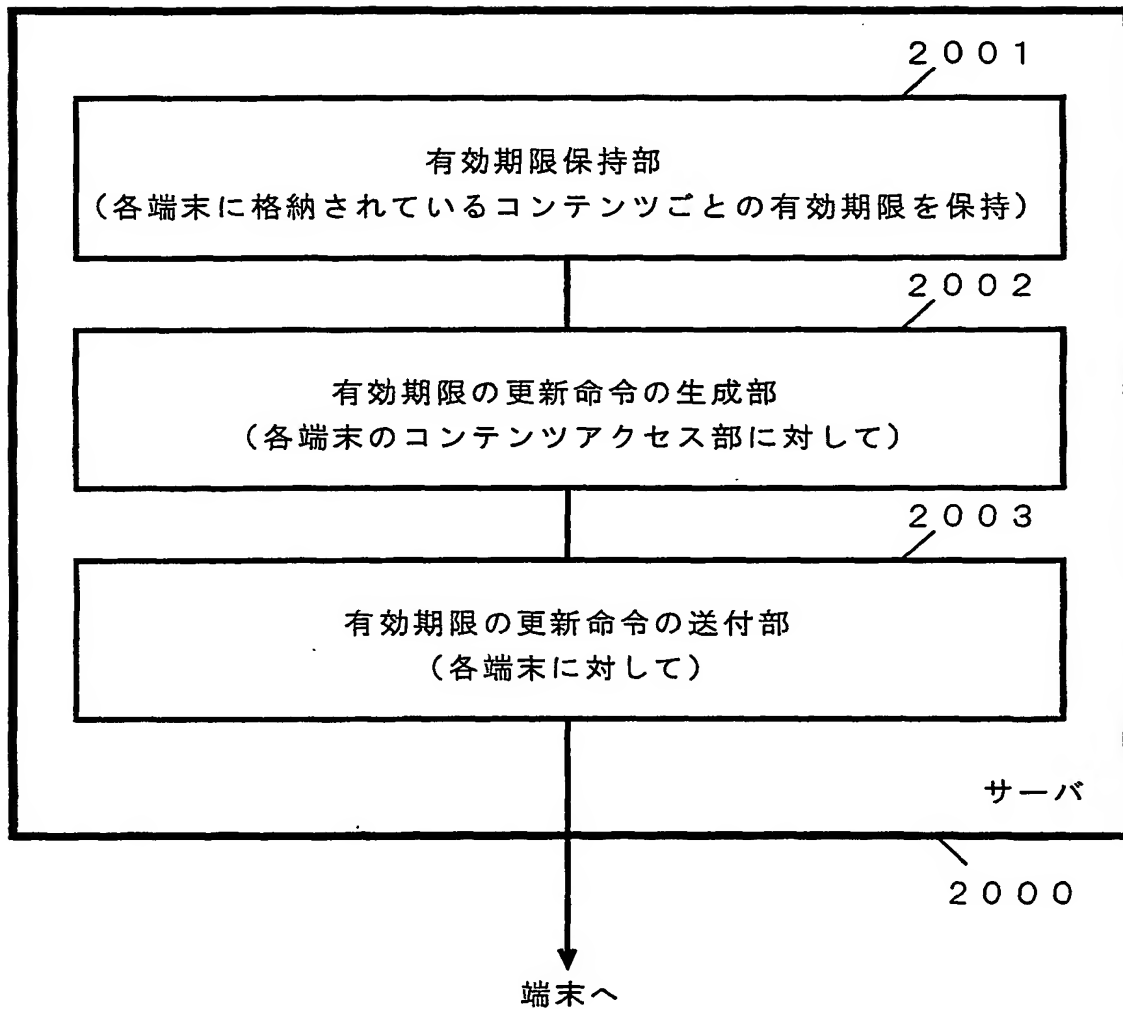 ２００１
有効期限保持部
（各端末に格納されているコンテンツごとの有効期限を保持）
２００２
有効期限の更新命令の生成部
（各端末のコンテンツアクセス部に対して）
２００３
有効期限の更新命令の送付部
（各端末に対して）
サーバ
２０００
端末へ